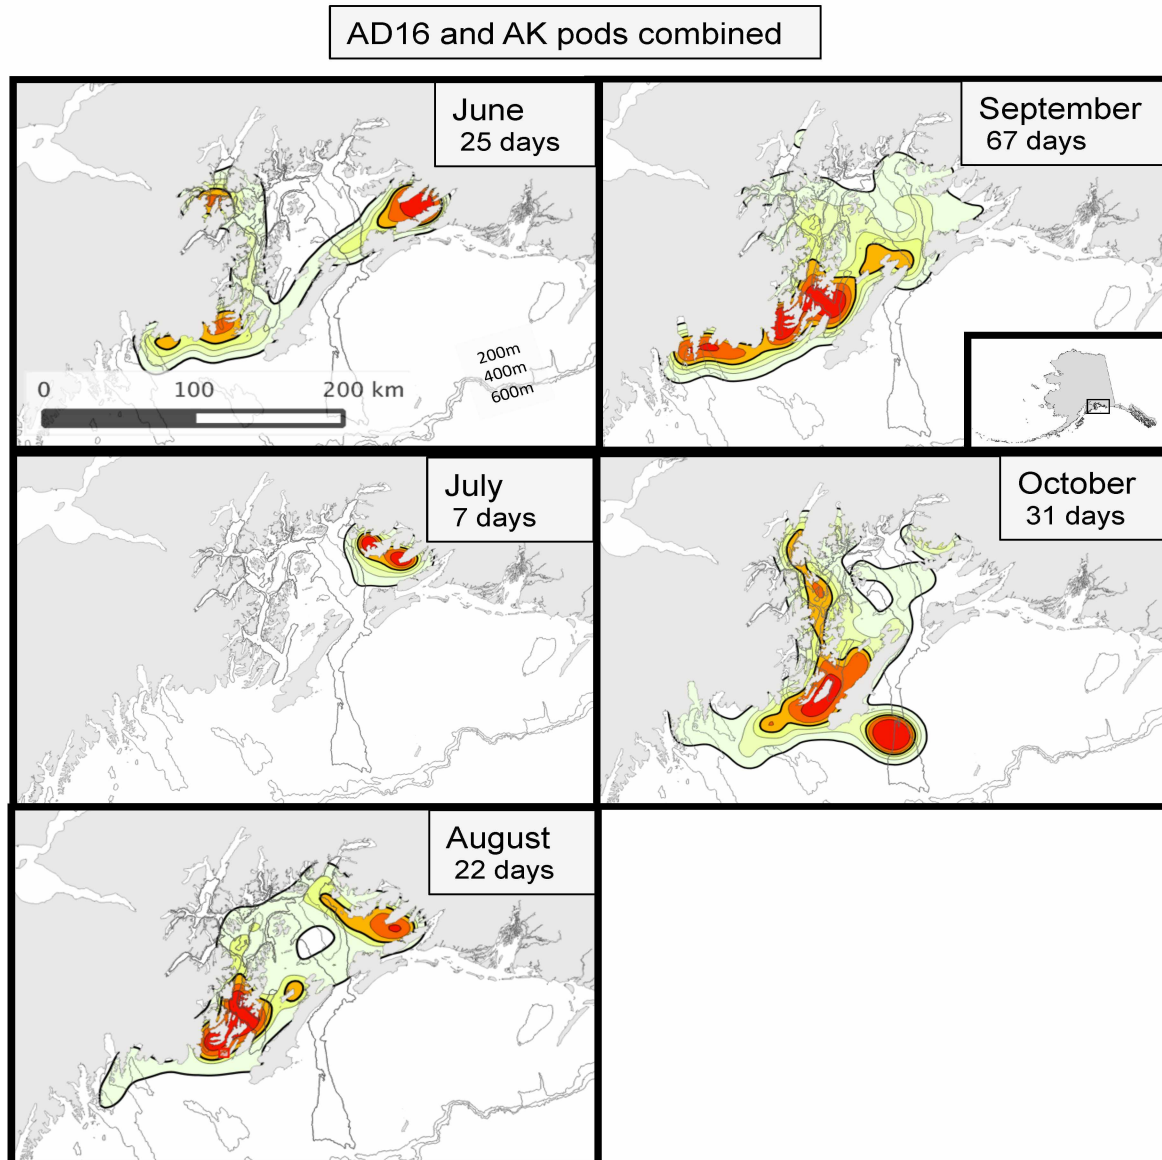 AD16 and AK pods combined
June
25 days
September
67 days
200m
400m
600m
0 100 200 km
July
7 days
October
31 days
August
22 days